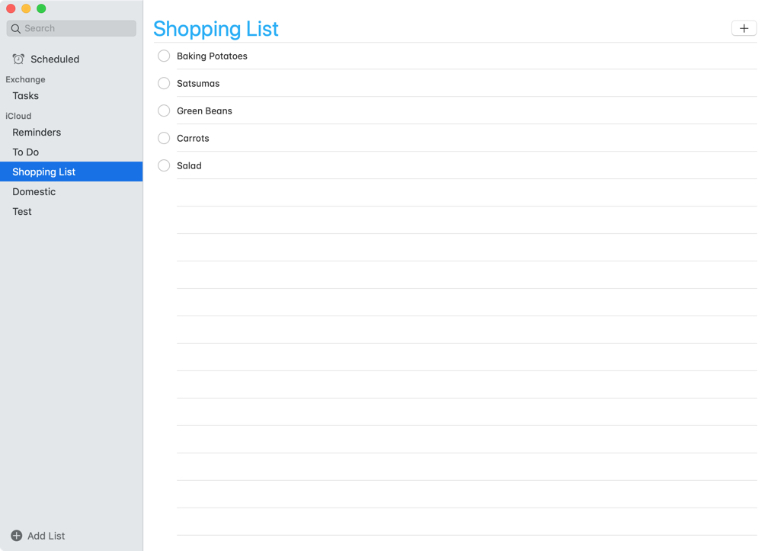 Search
Scheduled
Exchange
Tasks
iCloud
Reminders
To Do
Shopping List
Domestic
Test
Add List
Shopping List
Baking Potatoes
Satsumas
Green Beans
Carrots
Salad